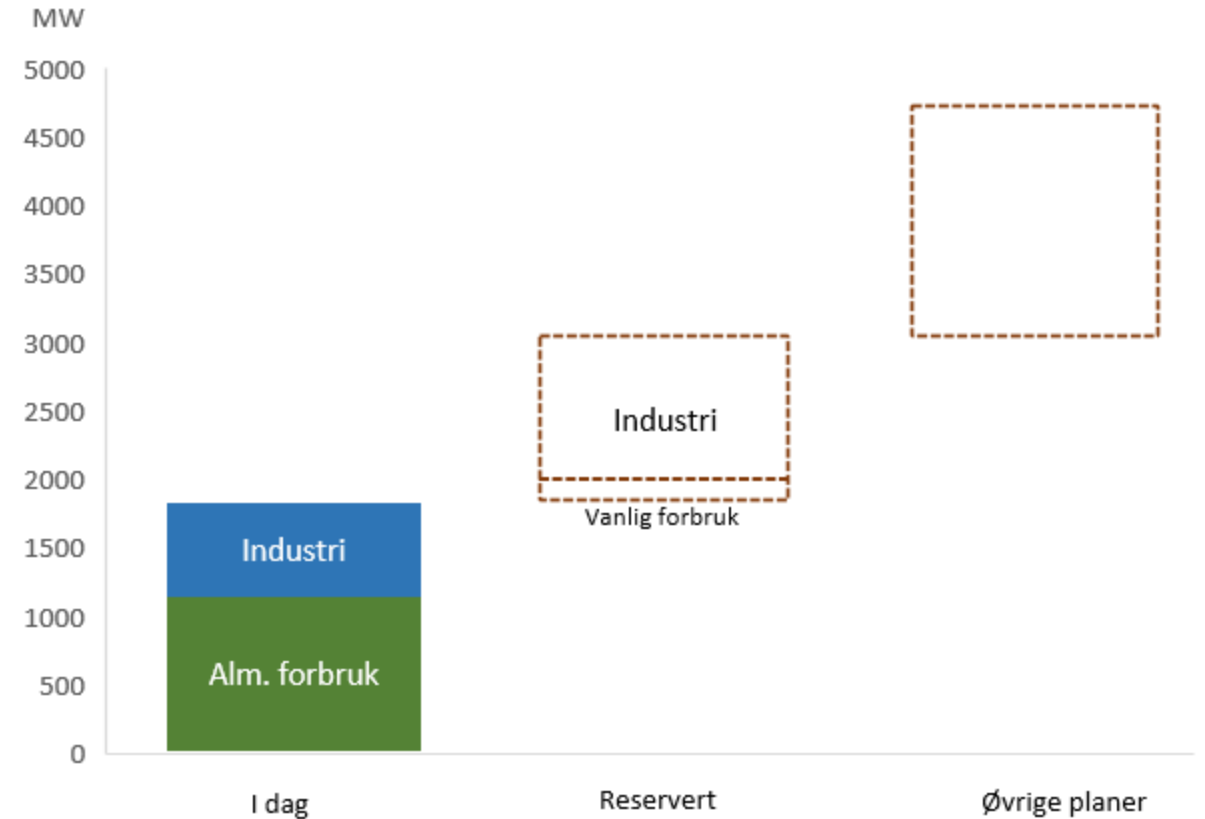 MW
5000
4500
4000
3500
3000
2500
2000
1500
1000
500
0
Industri
Alm. forbruk
Industri
Vanlig forbruk
I dag
Reservert
Øvrige planer